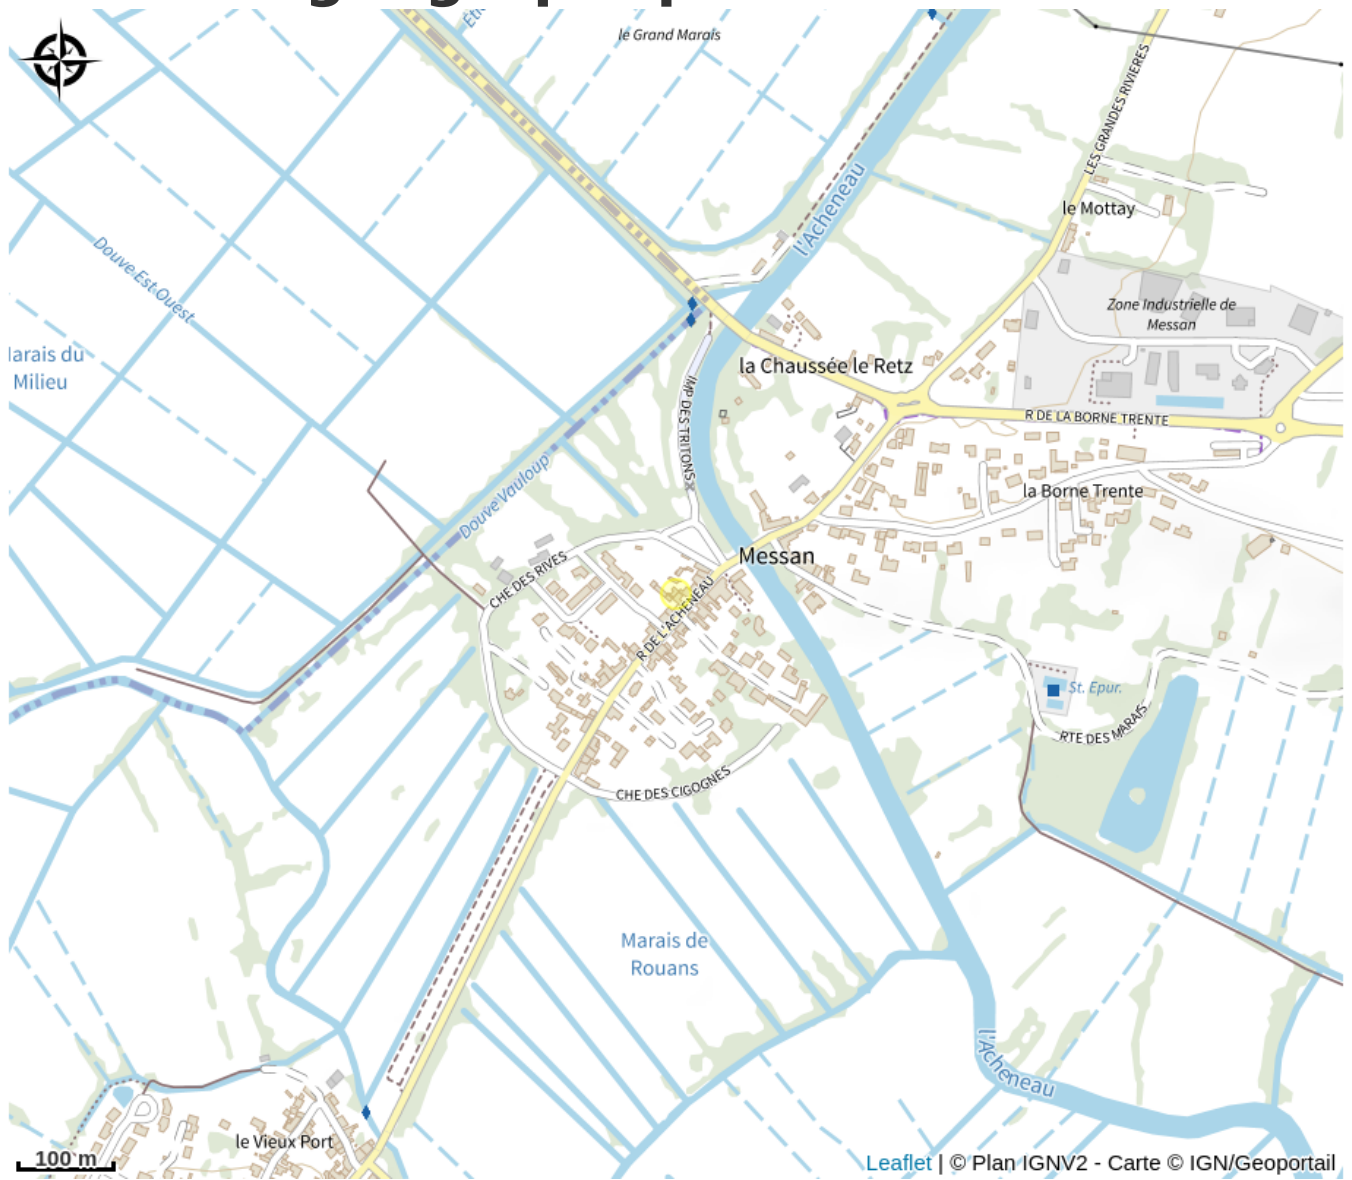 le Grand Marais
LES GRANDES RIVIERES
l'Acheneau
le Mottay
Douve Est Ouest
Zone Industrielle de
Messan
arais du
Milieu
la Chaussée le Retz
IMP DES TRITONS
R DE LA BORNE TRENTE
Douve Vauloup
la Borne Trente
Messan
CHE DES RIVES
R DE L'ACHENEAU
St. Epur.
RTE DES MARAIS
CHE DES CIGOGNES
Marais de
Rouans
l'Acheneau
le Vieux Port
100 m
Leaflet | © Plan IGNV2 - Carte © IGN/Geoportail